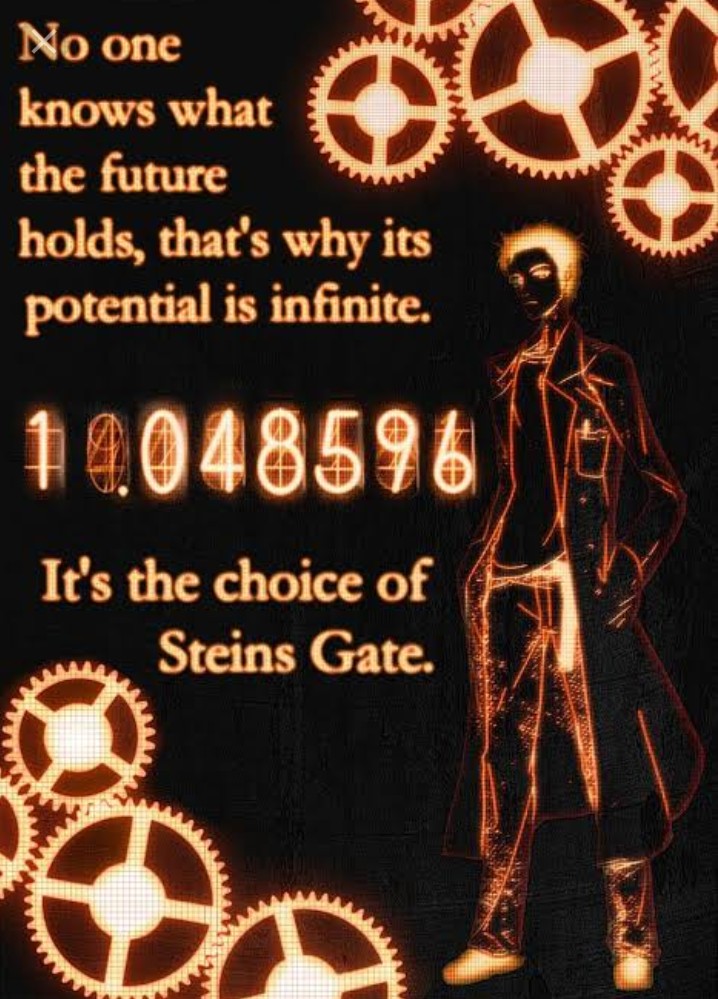 No one
knows what
the future
holds, that's why its
potential is infinite.
1.048596
It's the choice of
Steins Gate.